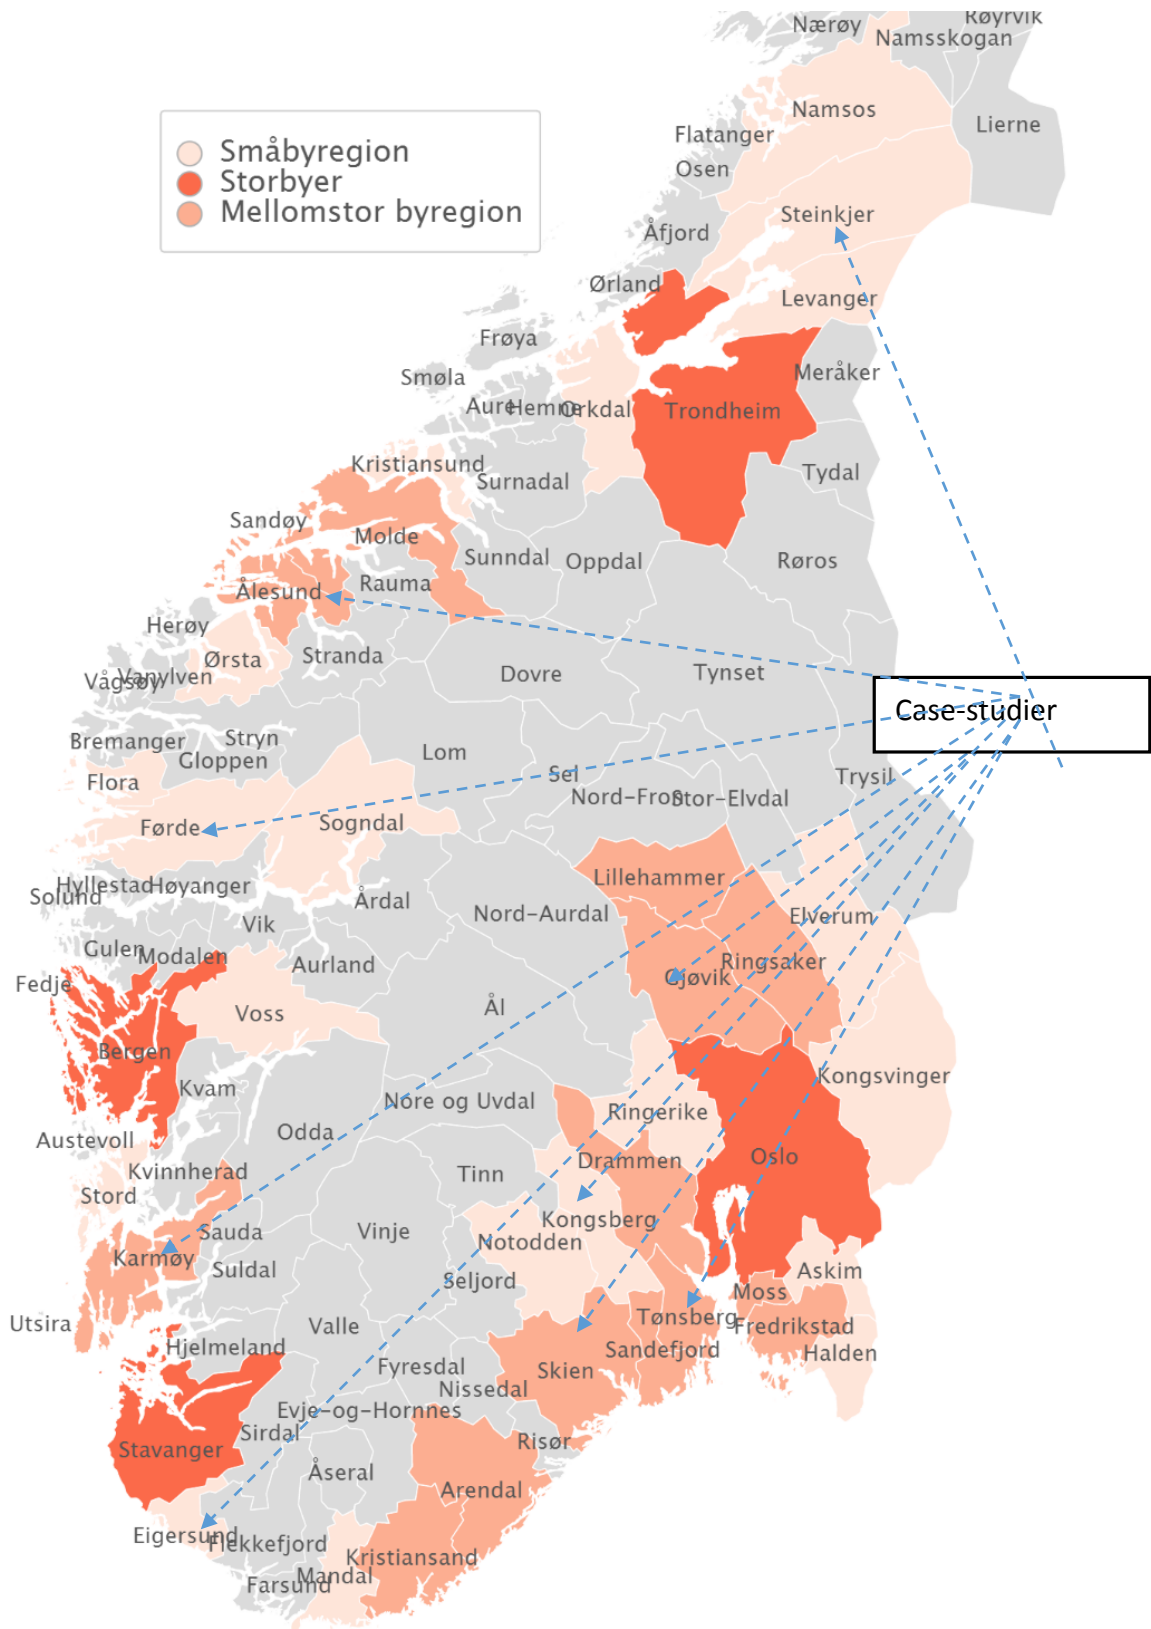 Røyrvik
Nærøy
Namsskogan
Namsos
Lierne
Flatanger
Osen
Småbyregion
Storbyer
Mellomstor byregion
Steinkjer
Åfjord
Ørland
Levanger
Frøya
Meråker
Smøla
Aure
Hemne
Orkdal
Trondheim
Kristiansund
Surnadal
Tydal
Sandøy
Molde
Sunndal
Oppdal
Røros
Rauma
Ålesund
Herøy
Ørsta
Stranda
Dovre
Tynset
Vågsøy
Vanylven
Case-studier
Bremanger
Stryn
Gloppen
Lom
Flora
Sel
Trysil
Nord-Fron
Stor-Elvdal
Førde
Sogndal
Lillehammer
Hyllestad
Høyanger
Solund
Årdal
Nord-Aurdal
Elverum
Vik
Gulen
Modalen
Aurland
Ringsaker
Gjøvik
Fedje
Voss
Ål
Bergen
Kongsvinger
Kvam
Nore og Uvdal
Ringerike
Odda
Austevoll
Oslo
Drammen
Kvinnherad
Tinn
Stord
Kongsberg
Sauda
Vinje
Notodden
Karmøy
Suldal
Askim
Seljord
Moss
Utsira
Valle
Tønsberg
Fredrikstad
Hjelmeland
Sandefjord
Halden
Fyresdal
Skien
Nissedal
Evje-og-Hornnes
Sirdal
Risør
Stavanger
Åseral
Arendal
Eigersund
Flekkefjord
Kristiansand
Mandal
Farsund